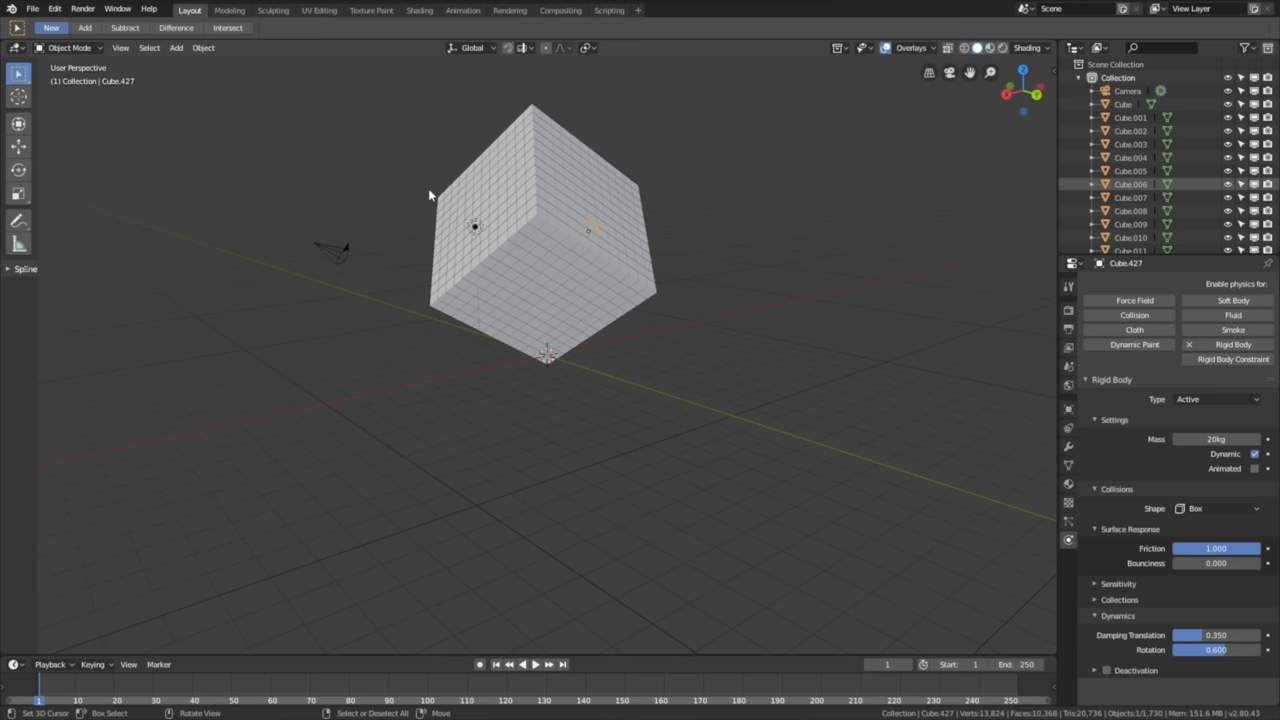 File Edit Render Window Help
Layout Modeling Sculpting UV Editing Texture Paint Shading Animation Rendering Compositing Scripting +
Scene
View Layer
New Add Subtract Difference Intersect
Object Mode View Select Add Object
Global
Overlays
Shading
User Perspective
(1) Collection | Cube.427
Z
X
Y
Spline
Scene Collection
Collection
Camera
Cube
Cube.001
Cube.002
Cube.003
Cube.004
Cube.005
Cube.006
Cube.007
Cube.008
Cube.009
Cube.010
Cube.011
Cube.427
Enable physics for:
Force Field Soft Body
Collision Fluid
Cloth Smoke
Dynamic Paint Rigid Body
Rigid Body Constraint
Rigid Body
Type Active
Settings
Mass 20kg
Dynamic
Animated
Collisions
Shape Box
Surface Response
Friction 1.000
Bounciness 0.000
Sensitivity
Collections
Dynamics
Damping Translation 0.350
Rotation 0.600
Deactivation
Playback Keying View Marker
1 Start: 1 End: 250
1 10 20 30 40 50 60 70 80 90 100 110 120 130 140 150 160 170 180 190 200 210 220 230 240 250
Set 3D Cursor Box Select Rotate View Select or Deselect All Move
Collection | Cube.427 | Verts:13,824 | Faces:10,368 | Tris:20,736 | Objects:1/1,730 | Mem: 151.6 MB | v2.80.43